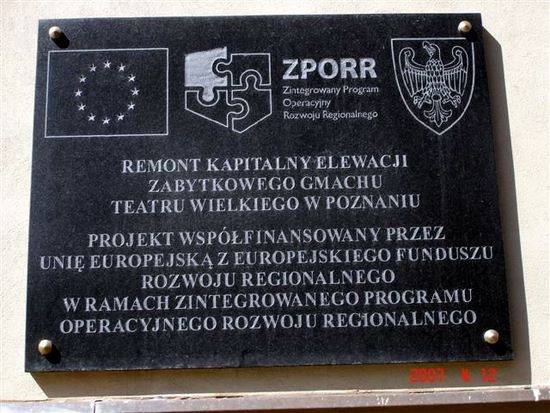 ZPORR
Zintegrowany Program
Operacyjny
Rozwoju Regionalnego
REMONT KAPITALNY ELEWACJI
ZABYTKOWEGO GMACHU
TEATRU WIELKIEGO W POZNANIU
PROJEKT WSPÓŁFINANSOWANY PRZEZ
UNIĘ EUROPEJSKĄ Z EUROPEJSKIEGO FUNDUSZU
ROZWOJU REGIONALNEGO
W RAMACH ZINTEGROWANEGO PROGRAMU
OPERACYJNEGO ROZWOJU REGIONALNEGO
2007 4 12